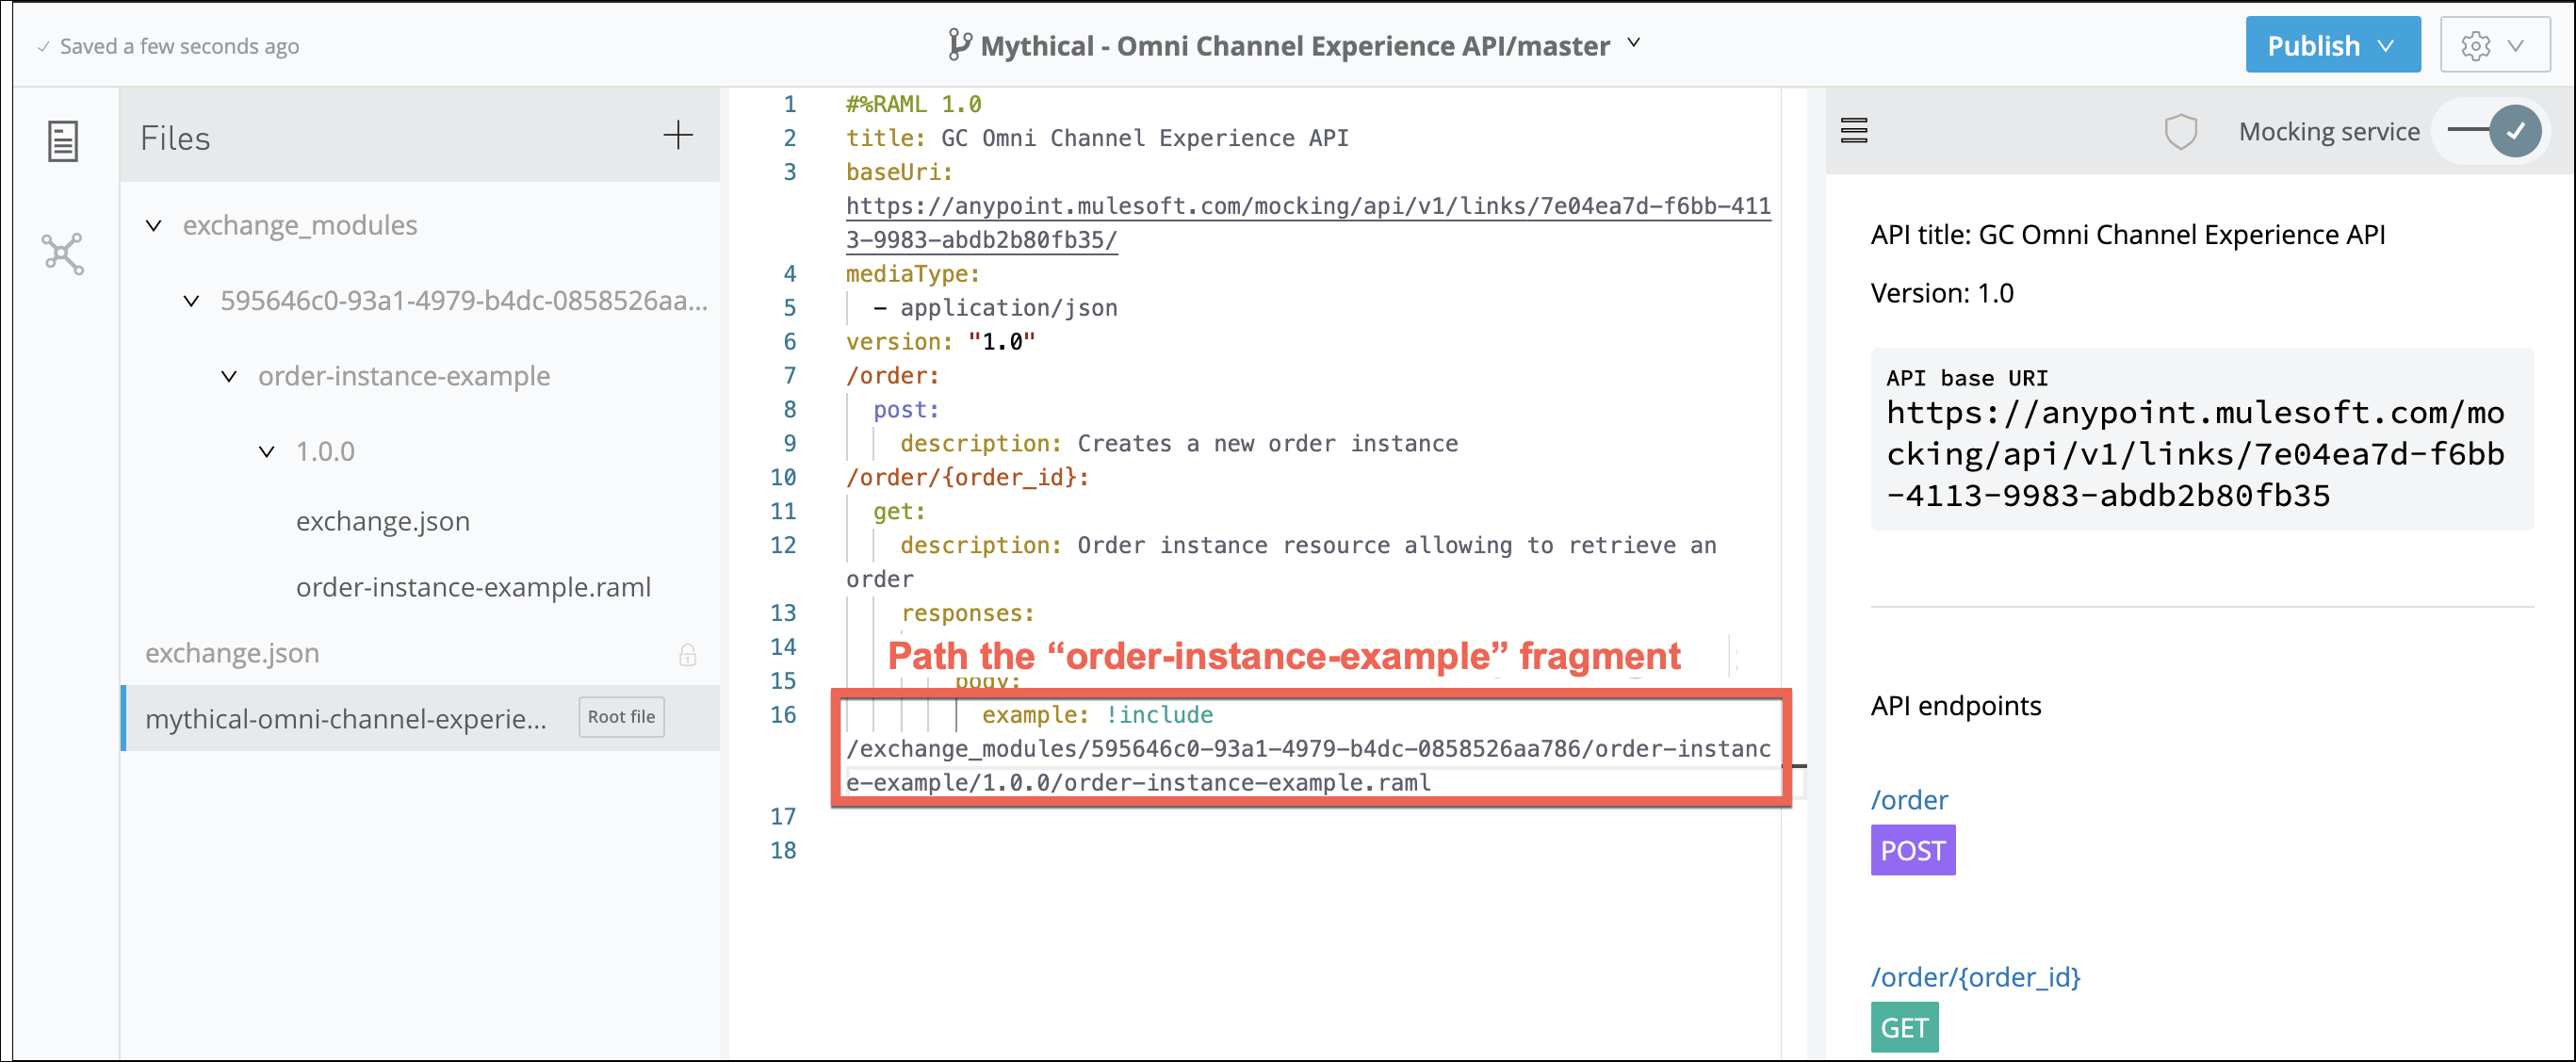 Saved a few seconds ago
Mythical - Omni Channel Experience API/master
Publish
Files
exchange_modules
595646c0-93a1-4979-b4dc-0858526aa...
order-instance-example
1.0.0
exchange.json
order-instance-example.raml
exchange.json
mythical-omni-channel-experie...
Root file
1 #%RAML 1.0
2 title: GC Omni Channel Experience API
3 baseUri:
https://anypoint.mulesoft.com/mocking/api/v1/links/7e04ea7d-f6bb-411
3-9983-abdb2b80fb35/
4 mediaType:
5 - application/json
6 version: "1.0"
7 /order:
8 post:
9 description: Creates a new order instance
10 /order/{order_id}:
11 get:
12 description: Order instance resource allowing to retrieve an
order
13 responses:
14
Path the “order-instance-example” fragment
15 body:
16 example: !include
/exchange_modules/595646c0-93a1-4979-b4dc-0858526aa786/order-instanc
e-example/1.0.0/order-instance-example.raml
17
18
Mocking service
API title: GC Omni Channel Experience API
Version: 1.0
API base URI
https://anypoint.mulesoft.com/mo
cking/api/v1/links/7e04ea7d-f6bb
-4113-9983-abdb2b80fb35
API endpoints
/order
POST
/order/{order_id}
GET